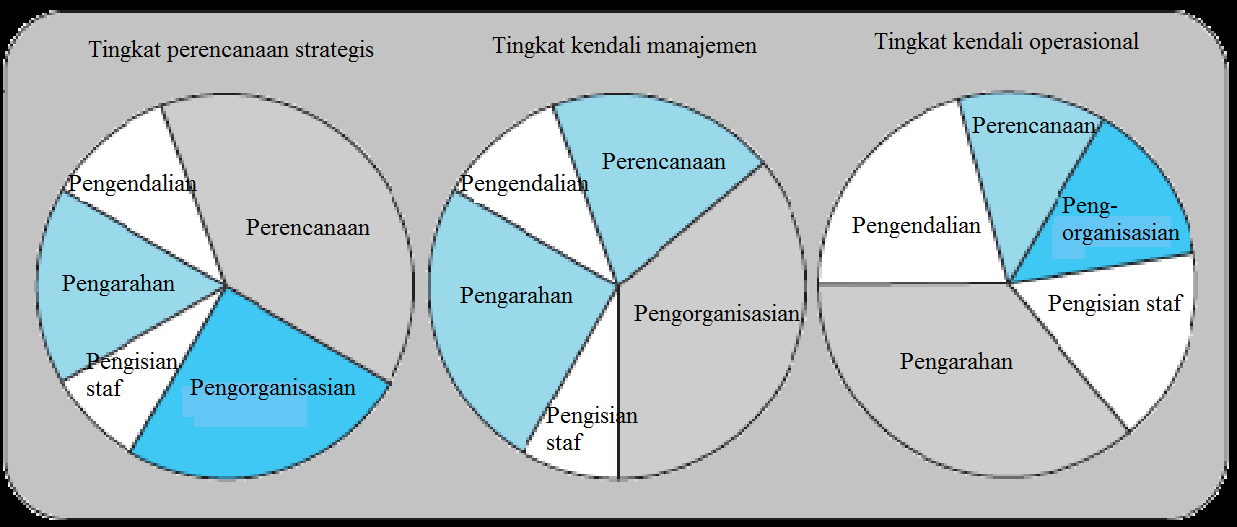 Tingkat perencanaan strategis
Pengendalian
Perencanaan
Pengarahan
Pengisian
staf
Pengorganisasian
Tingkat kendali manajemen
Perencanaan
Pengendalian
Pengarahan
Pengorganisasian
Pengisian
staf
Tingkat kendali operasional
Perencanaan
Peng-
organisasian
Pengendalian
Pengisian staf
Pengarahan